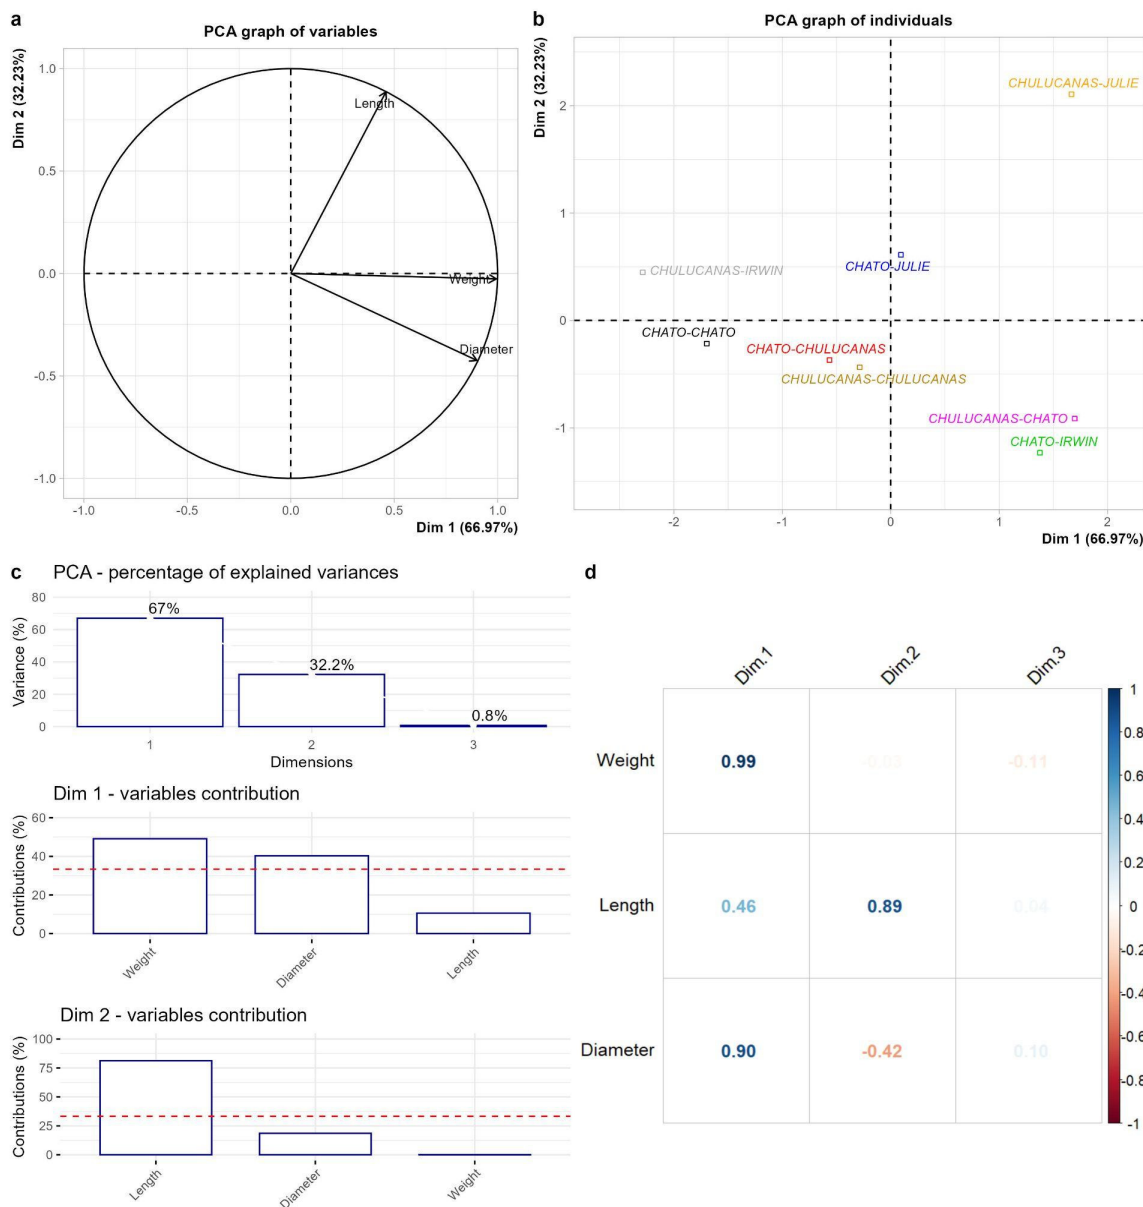 a
PCA graph of variables
Dim 2 (32.23%)
1.0
0.5
0.0
-0.5
-1.0
Length
Weight
Diameter
-1.0 -0.5 0.0 0.5 1.0
Dim 1 (66.97%)
b
PCA graph of individuals
Dim 2 (32.23%)
2
1
0
-1
CHULUCANAS-JULIE
CHULUCANAS-IRWIN
CHATO-JULIE
CHATO-CHATO
CHATO-CHULUCANAS
CHULUCANAS-CHULUCANAS
CHULUCANAS-CHATO
CHATO-IRWIN
-2 -1 0 1 2
Dim 1 (66.97%)
c
PCA - percentage of explained variances
Variance (%)
80
60
40
20
0
67%
32.2%
0.8%
1 2 3
Dimensions
Dim 1 - variables contribution
Contributions (%)
60
40
20
0
Weight
Diameter
Length
Dim 2 - variables contribution
Contributions (%)
100
75
50
25
0
Length
Diameter
Weight
d
Dim.1 Dim.2 Dim.3
Weight 0.99 -0.03 -0.11
Length 0.46 0.89 0.04
Diameter 0.90 -0.42 0.10
1
0.8
0.6
0.4
0.2
0
-0.2
-0.4
-0.6
-0.8
-1